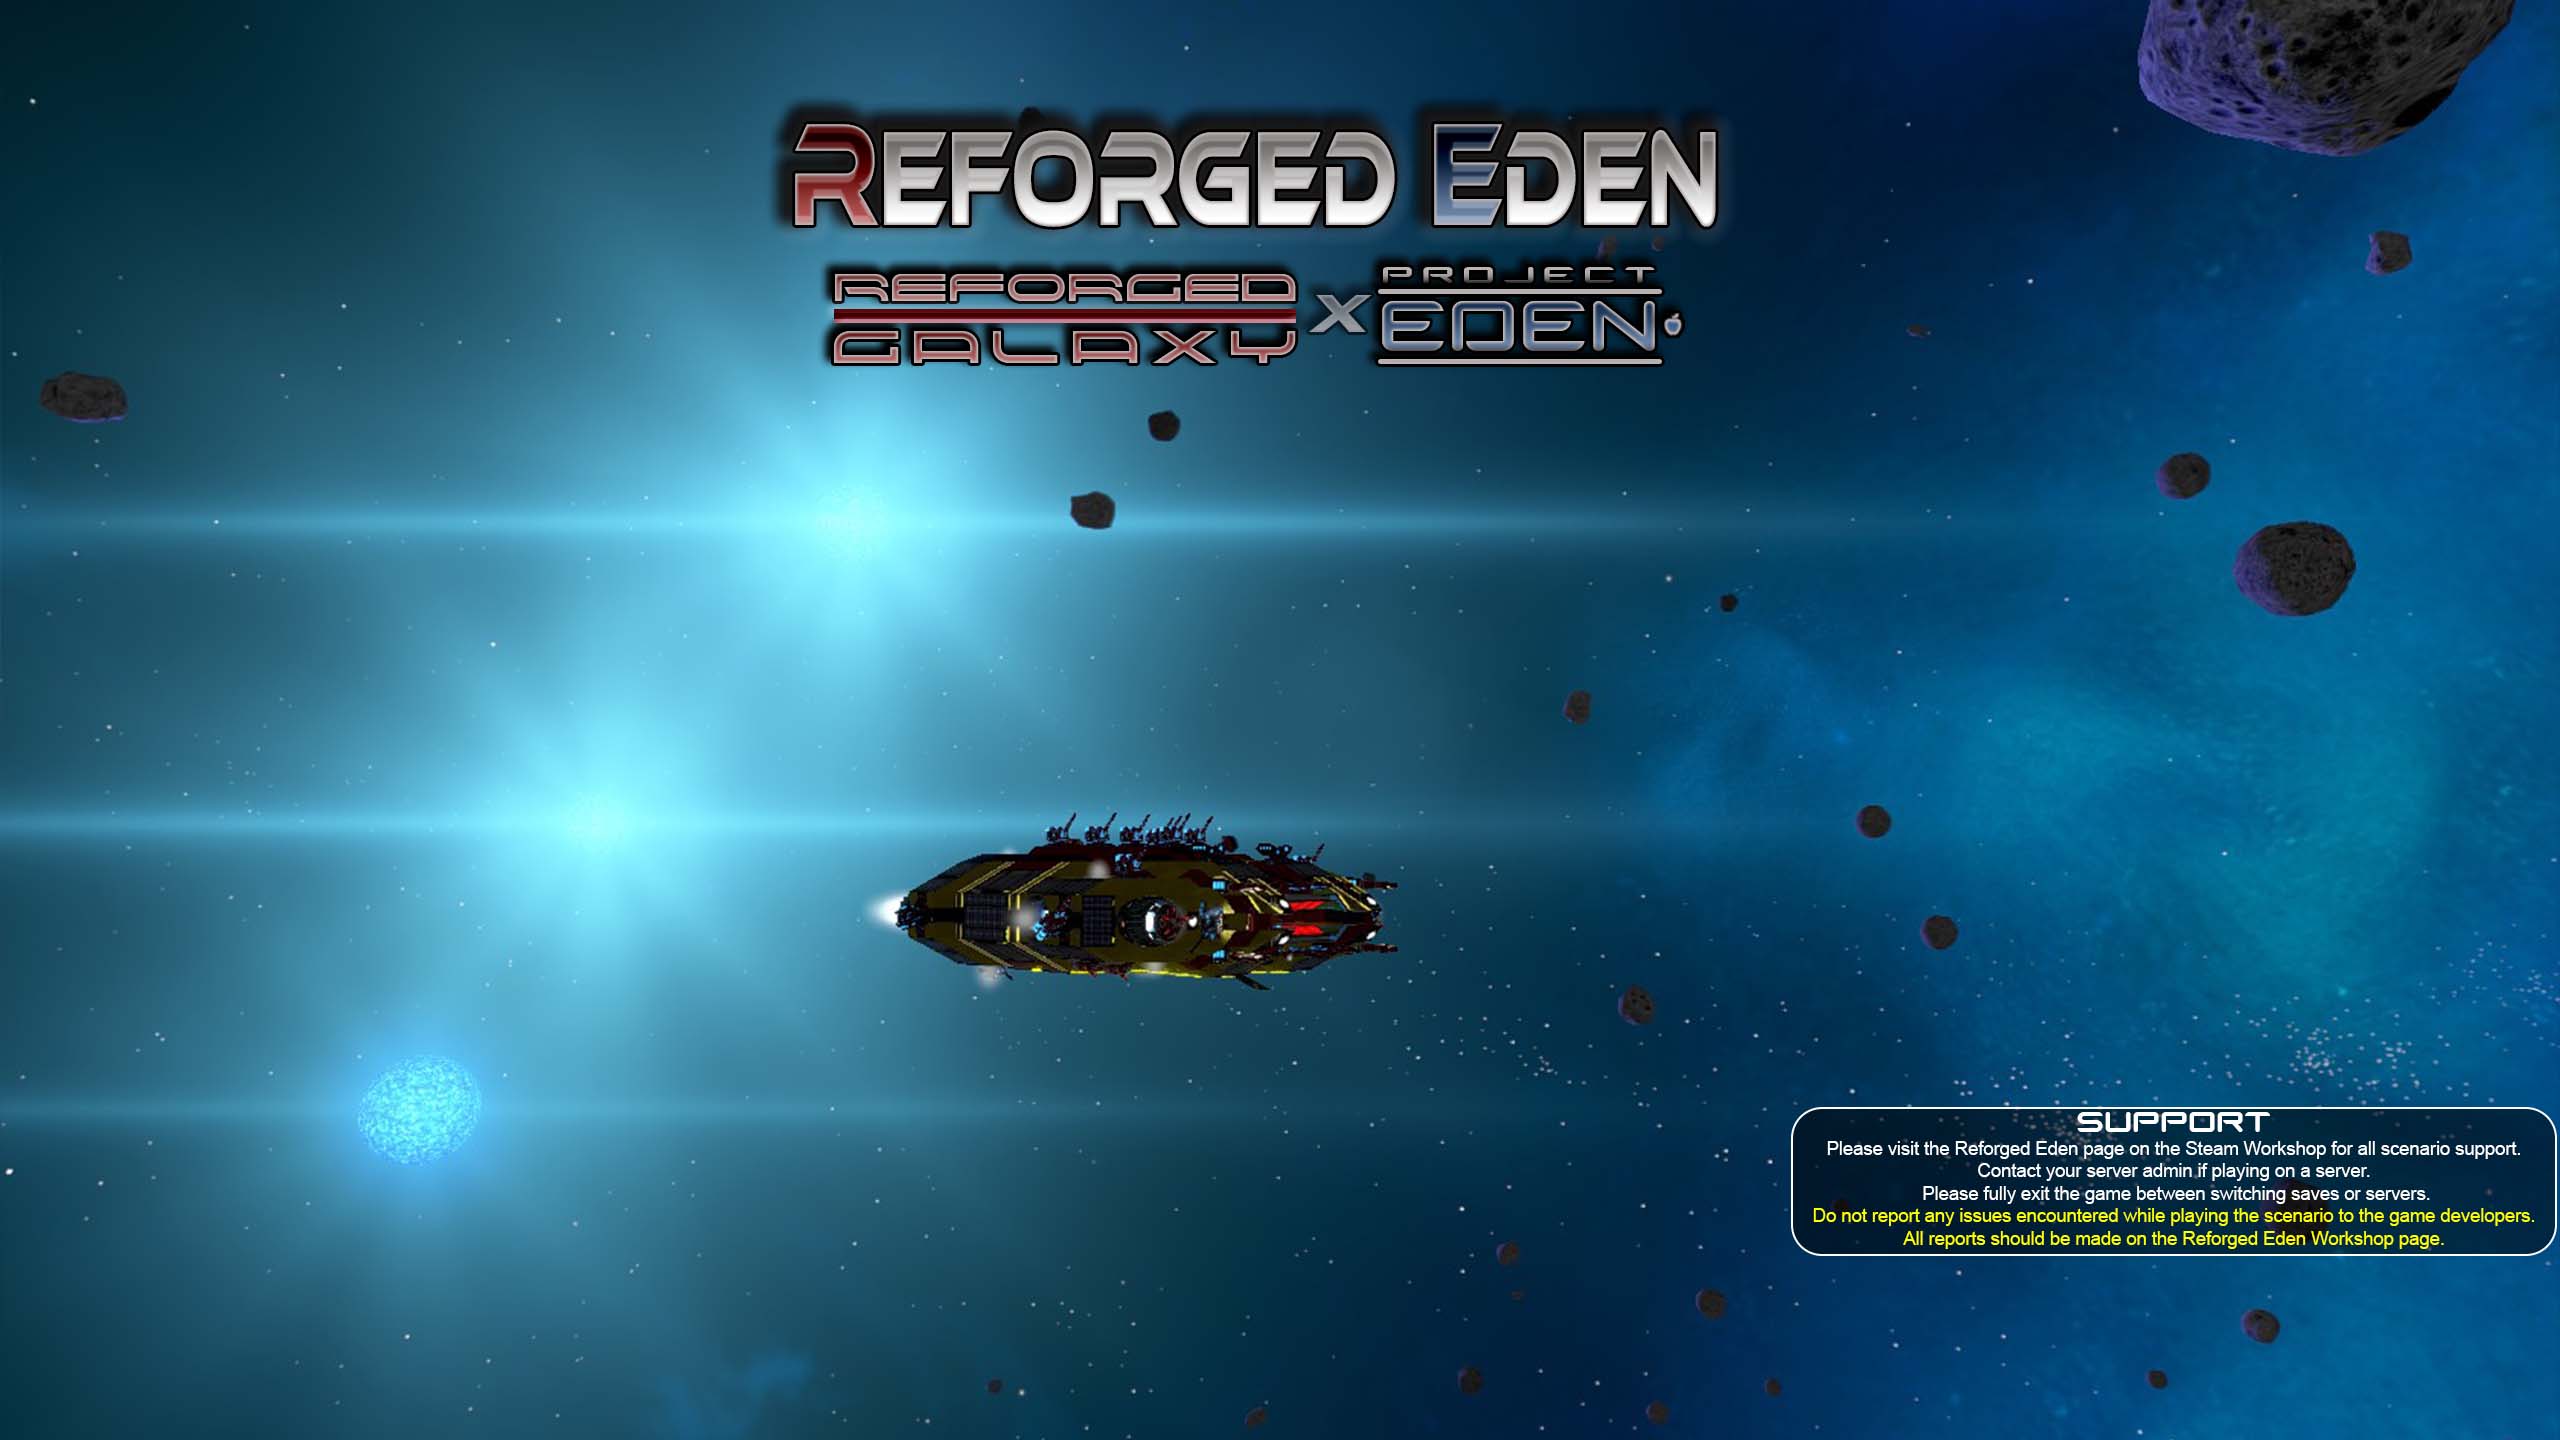 REFORGED EDEN
REFORGED
GALAXY
X
PROJECT
EDEN
SUPPORT
Please visit the Reforged Eden page on the Steam Workshop for all scenario support.
Contact your server admin if playing on a server.
Please fully exit the game between switching saves or servers.
Do not report any issues encountered while playing the scenario to the game developers.
All reports should be made on the Reforged Eden Workshop page.